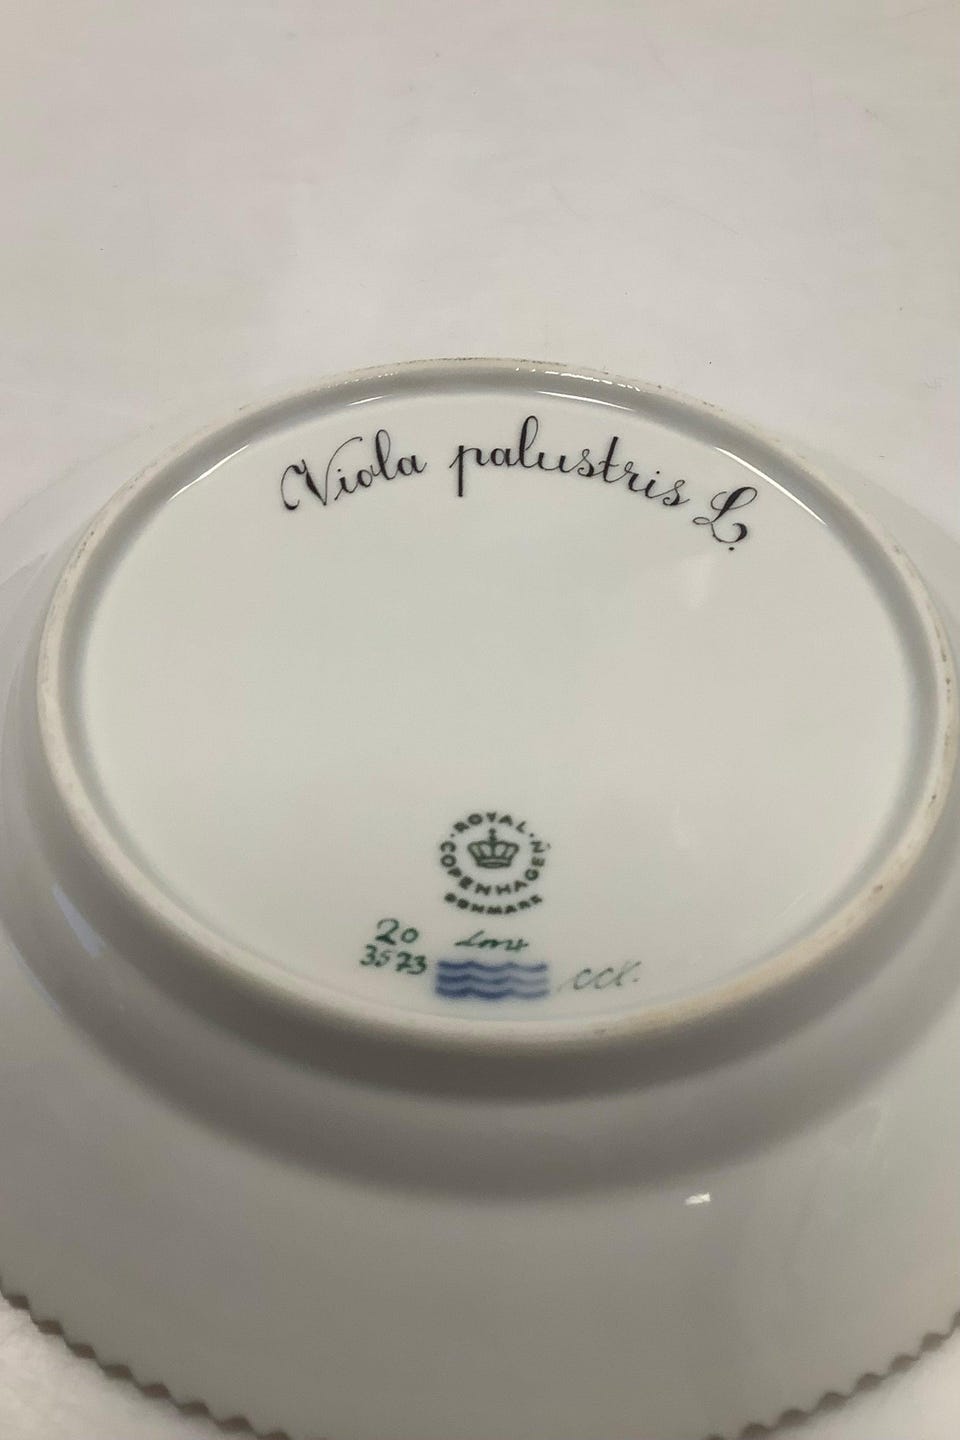 Viola palustris L.
ROYAL
COPENHAGEN
DENMARK
20
3573